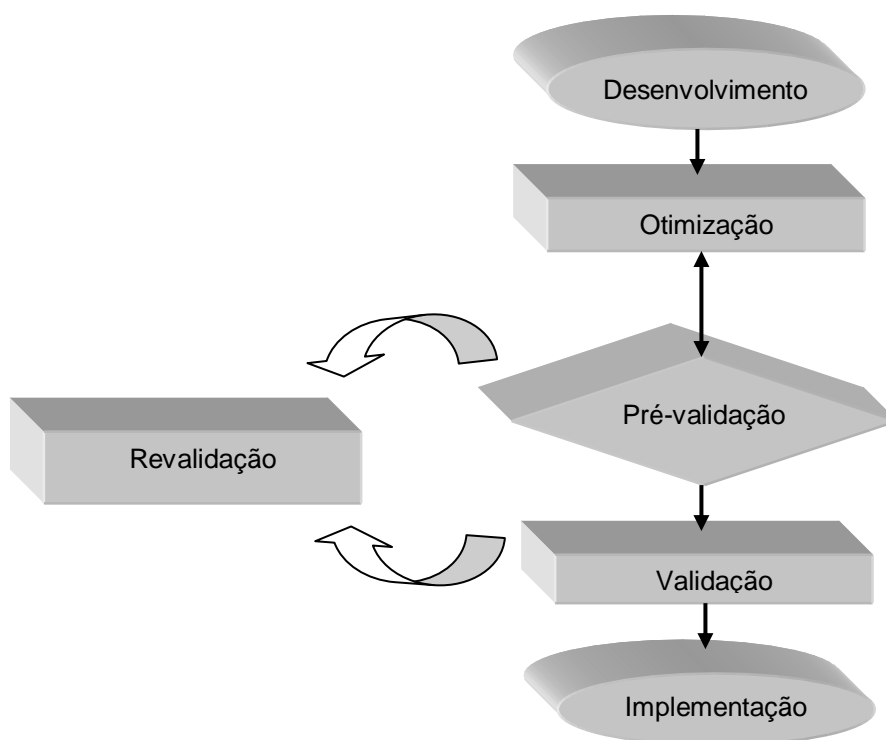 Desenvolvimento
Otimização
Pré-validação
Revalidação
Validação
Implementação